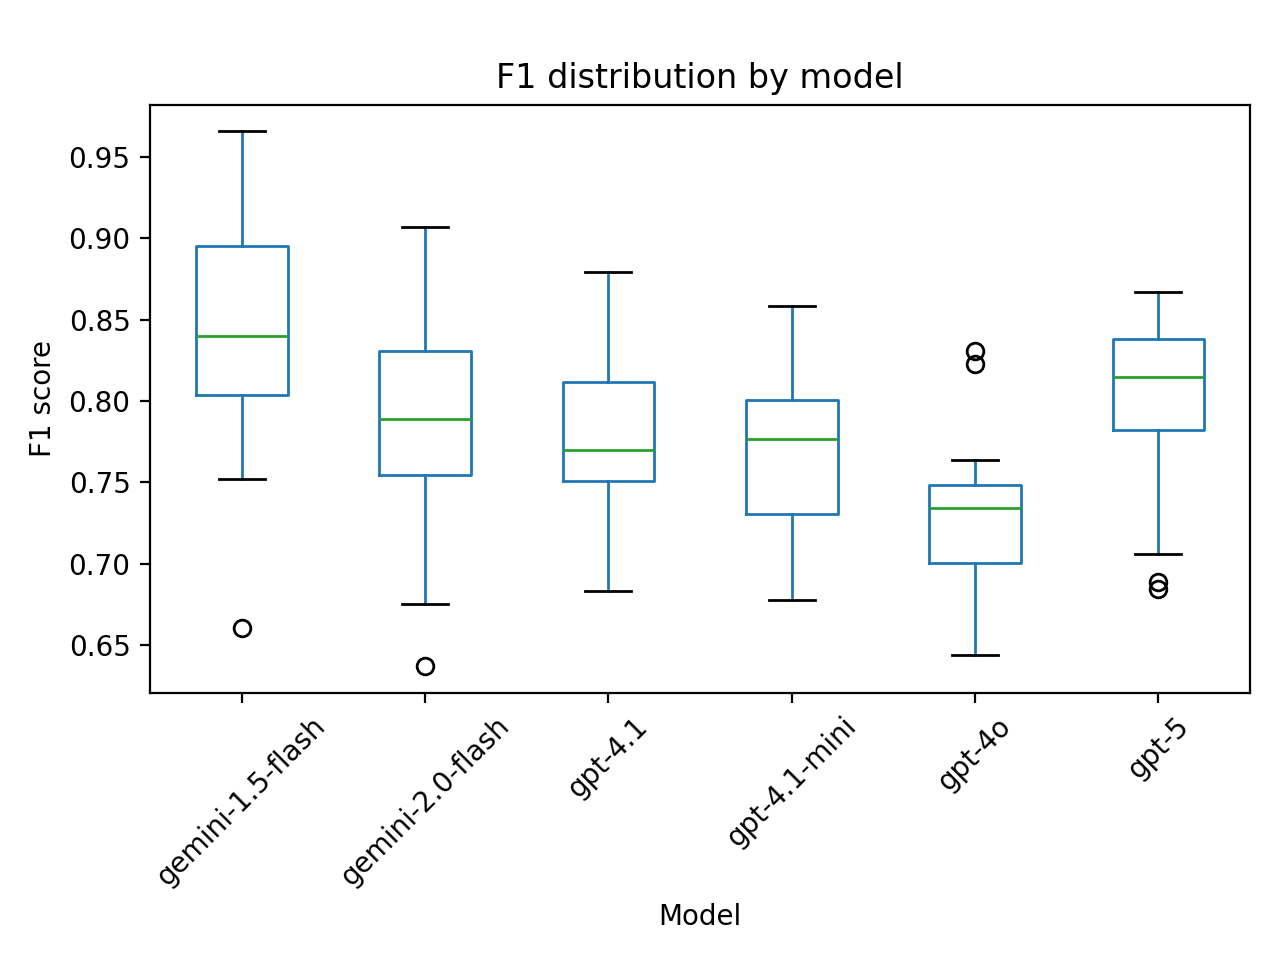 F1 distribution by model
F1 score
0.95
0.90
0.85
0.80
0.75
0.70
0.65
gemini-1.5-flash
gemini-2.0-flash
gpt-4.1
gpt-4.1-mini
gpt-4o
gpt-5
Model